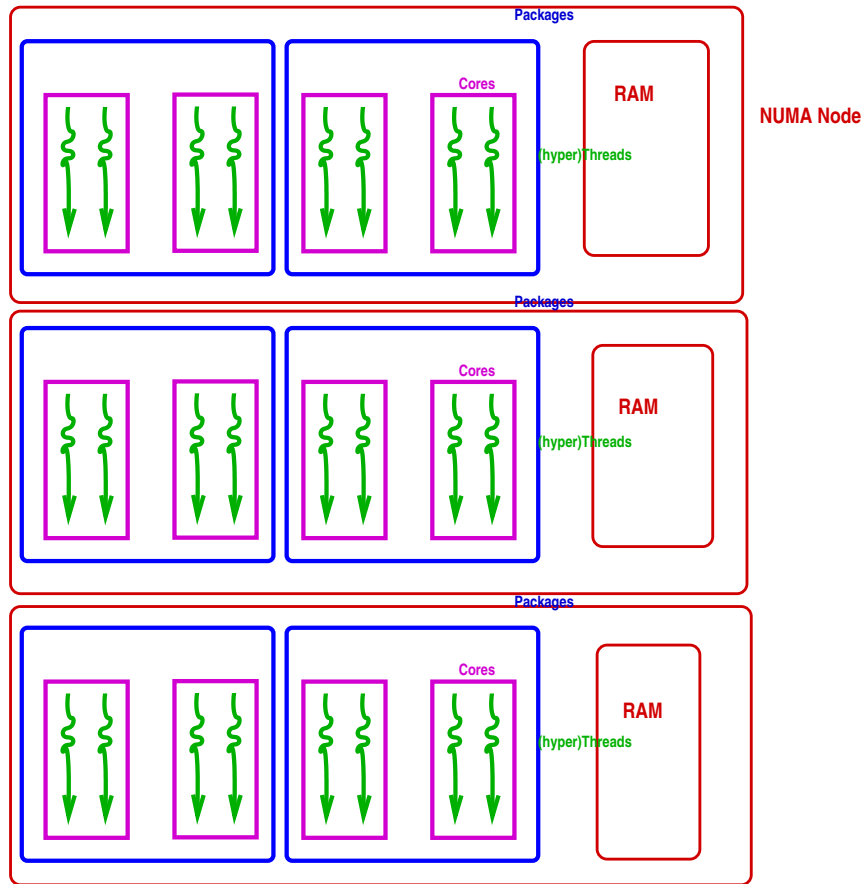 Packages
Cores
RAM
NUMA Node
(hyper)Threads
Packages
Cores
RAM
(hyper)Threads
Packages
Cores
RAM
(hyper)Threads